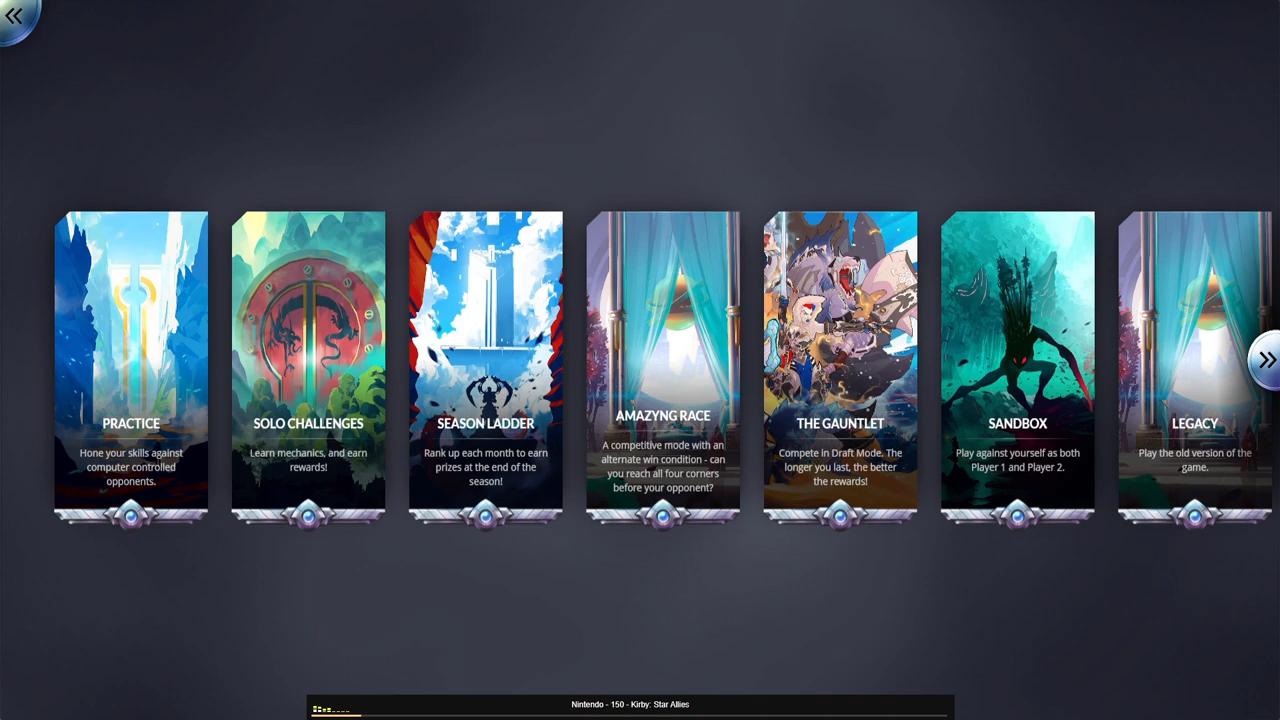 PRACTICE
Hone your skills against
computer controlled
opponents.
SOLO CHALLENGES
Learn mechanics, and earn
rewards!
SEASON LADDER
Rank up each month to earn
prizes at the end of the
season!
AMAZYNG RACE
A competitive mode with an
alternate win condition - can
you reach all four corners
before your opponent?
THE GAUNTLET
Compete in Draft Mode. The
longer you last, the better
the rewards!
SANDBOX
Play against yourself as both
Player 1 and Player 2.
LEGACY
Play the old version of the
game.
Nintendo - 150 - Kirby: Star Allies